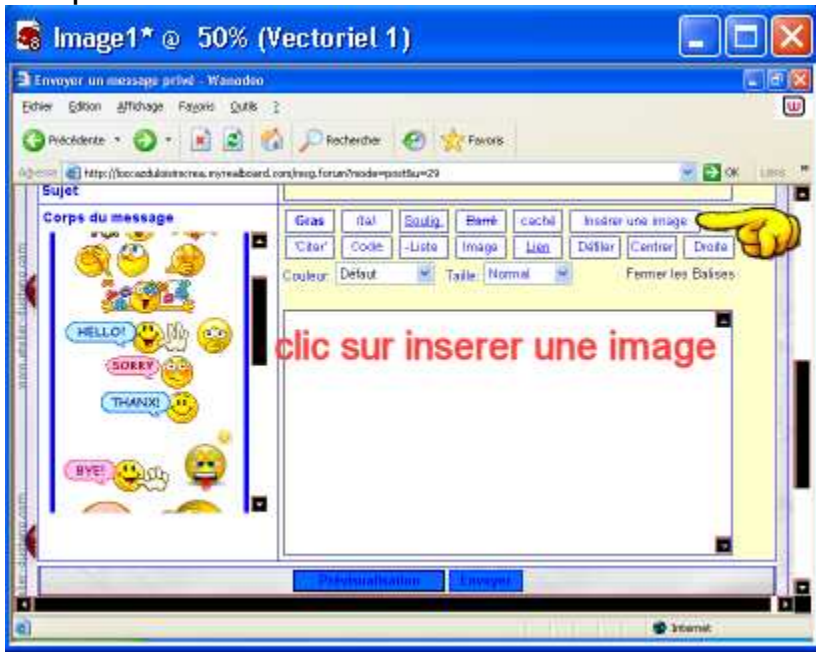 Image1* @ 50% (Vectoriel 1)
Envoyer un message privé - Wanadoo
Fichier Edition Affichage Favoris Outils ?
Précédente Rechercher Favoris
OK Liens
Sujet
Corps du message
Gras Ital Soulig. Barré caché Insérer une image
'Citer' Code -Liste Image Lien Défiler Centrer Droite
Couleur: Défaut Taille: Normal Fermer les Balises
HELLO!
SORRY
THANX!
BYE!
clic sur inserer une image
Prévisualisation Envoyer
Internet